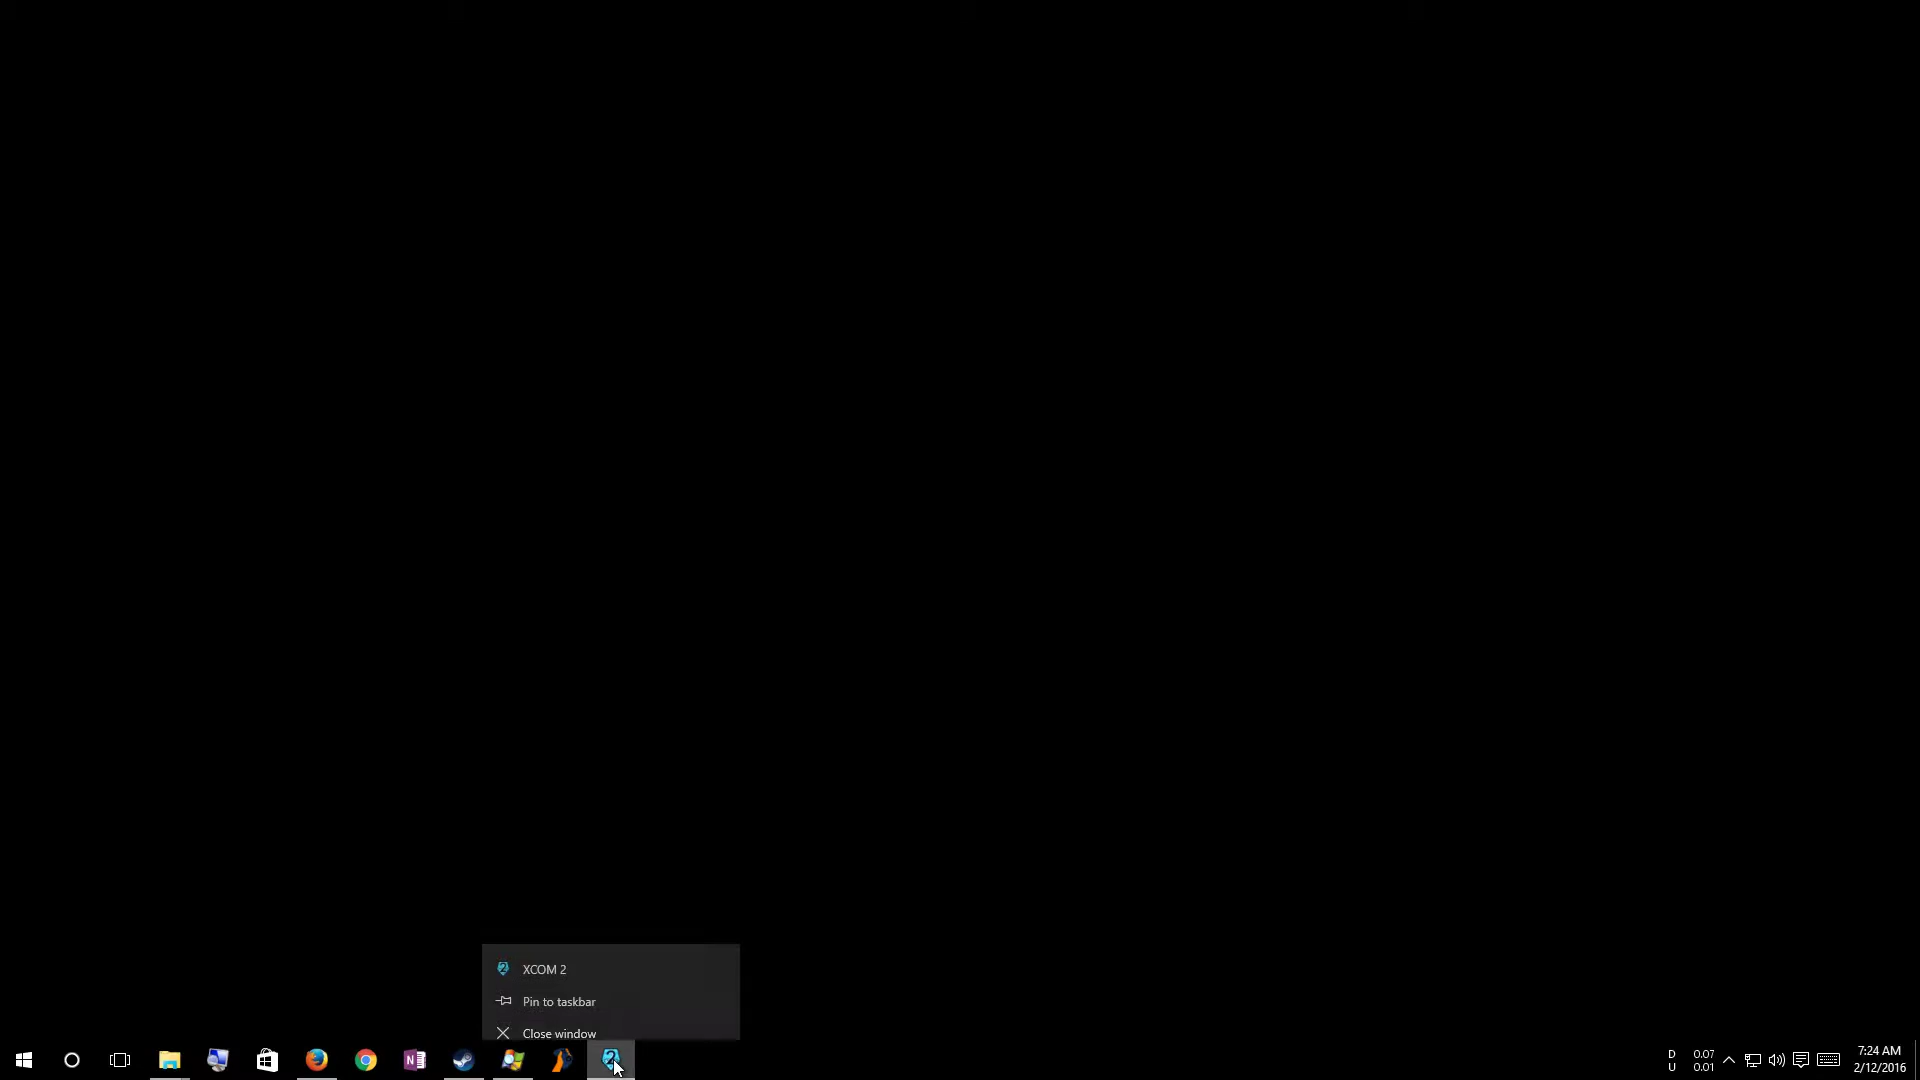 XCOM 2
Pin to taskbar
Close window
D 0.07
U 0.01
7:24 AM
2/12/2016